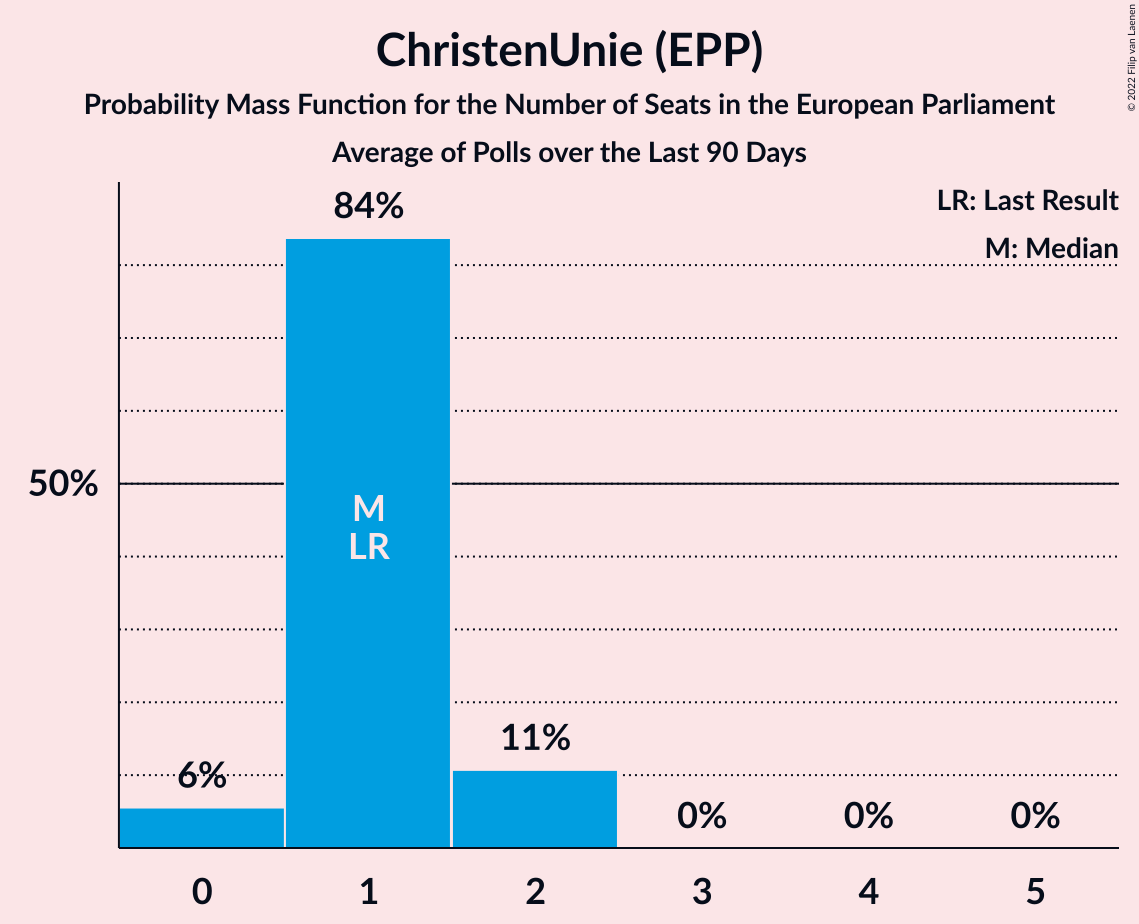 ChristenUnie (EPP)
Probability Mass Function for the Number of Seats in the European Parliament
Average of Polls over the Last 90 Days
© 2022 Filip van Laenen
LR: Last Result
M: Median
84%
50%
M
LR
11%
6%
0%
0%
0%
0
1
2
3
4
5